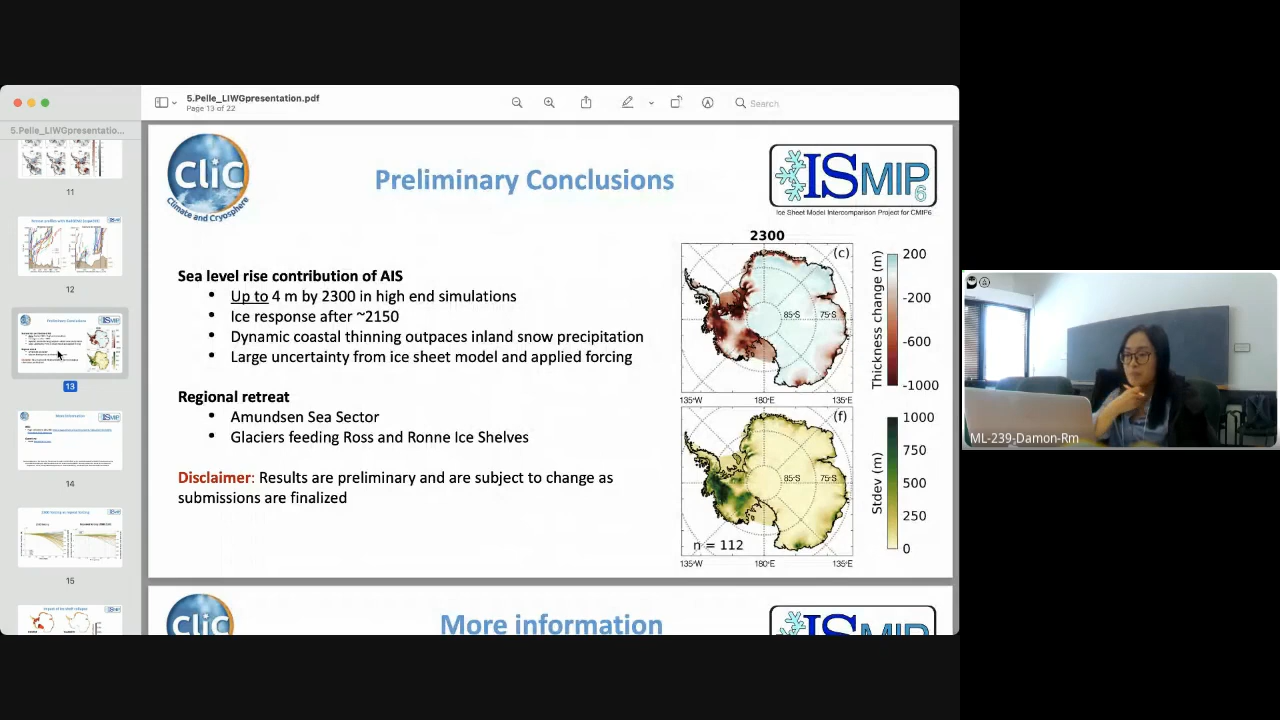 5.Pelle_LIWGpresentation.pdf
Page 13 of 22
Search
5.Pelle_LIWGpresentatio...
11
12
13
14
15
Clic
Climate and Cryosphere
Preliminary Conclusions
ISMIP6
Ice Sheet Model Intercomparison Project for CMIP6
Sea level rise contribution of AIS
• Up to 4 m by 2300 in high end simulations
• Ice response after ~2150
• Dynamic coastal thinning outpaces inland snow precipitation
• Large uncertainty from ice sheet model and applied forcing
Regional retreat
• Amundsen Sea Sector
• Glaciers feeding Ross and Ronne Ice Shelves
Disclaimer: Results are preliminary and are subject to change as
submissions are finalized
2300
(c)
85°S 75°S
135°W 180°E 135°E
Thickness change (m)
200
-200
-600
-1000
(f)
85°S 75°S
n = 112
135°W 180°E 135°E
Stdev (m)
1000
750
500
250
0
Clic
More information
ISMIP
ML-239-Damon-Rm